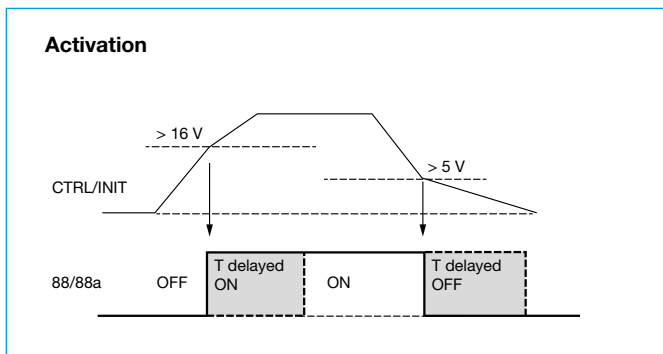 Activation
> 16 V
> 5 V
CTRL/INIT
88/88a
OFF
T delayed
ON
ON
T delayed
OFF